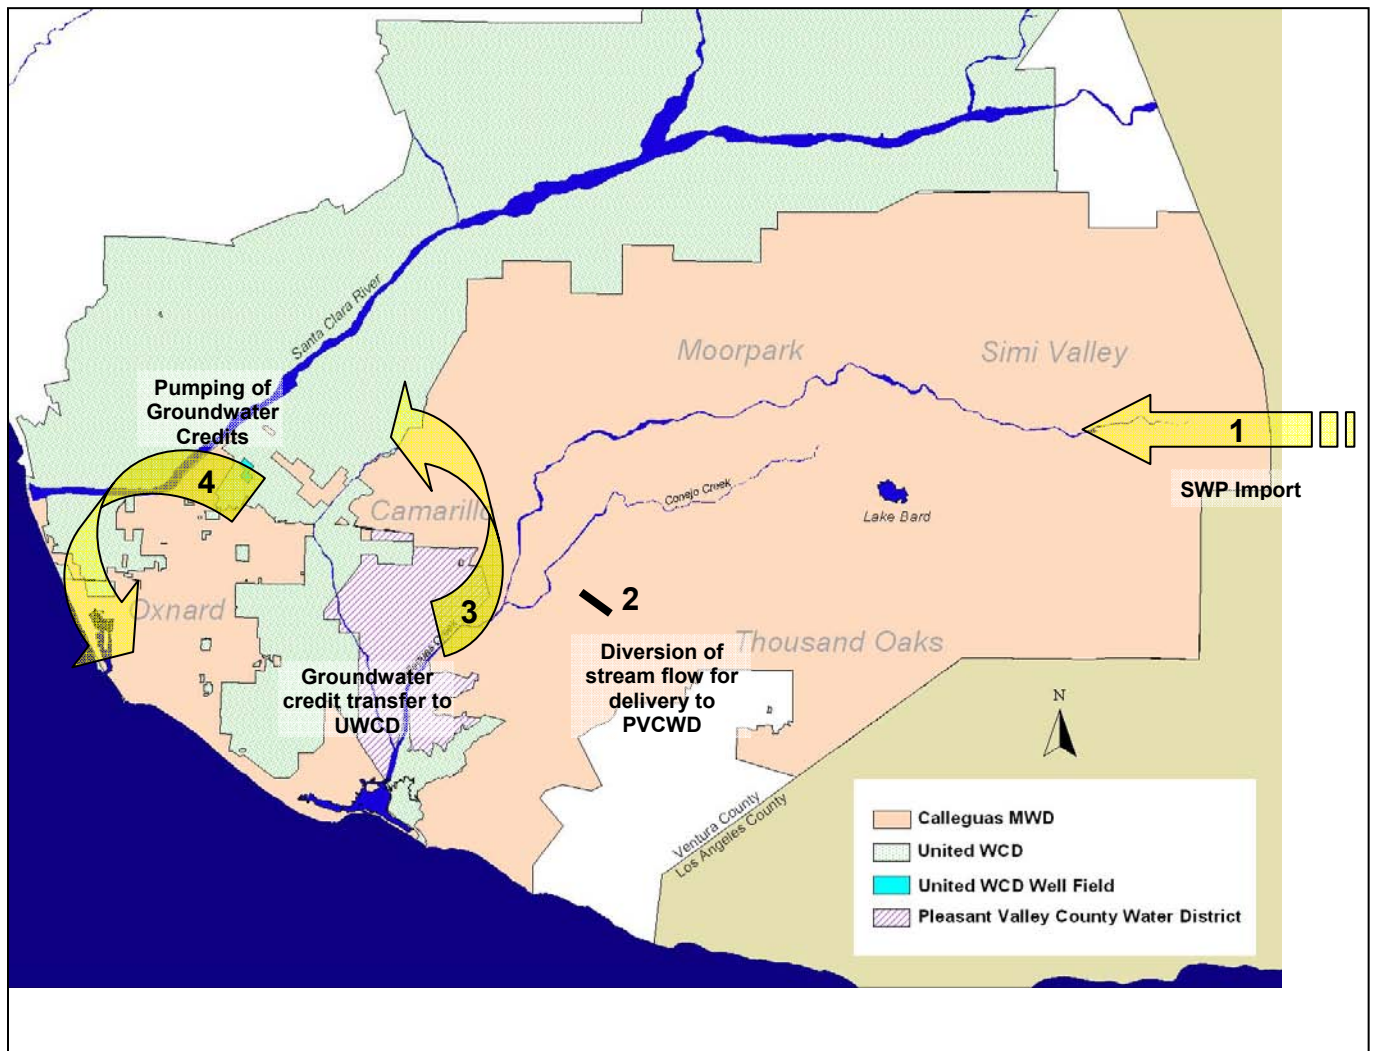 Santa Clara River
Moorpark
Simi Valley
Pumping of
Groundwater
Credits
1
SWP Import
4
Camarillo
Conejo Creek
Lake Bard
Oxnard
3
2
Thousand Oaks
Diversion of
stream flow for
delivery to
PVCWD
Groundwater
credit transfer to
UWCD
N
Ventura County
Los Angeles County
Calleguas MWD
United WCD
United WCD Well Field
Pleasant Valley County Water District